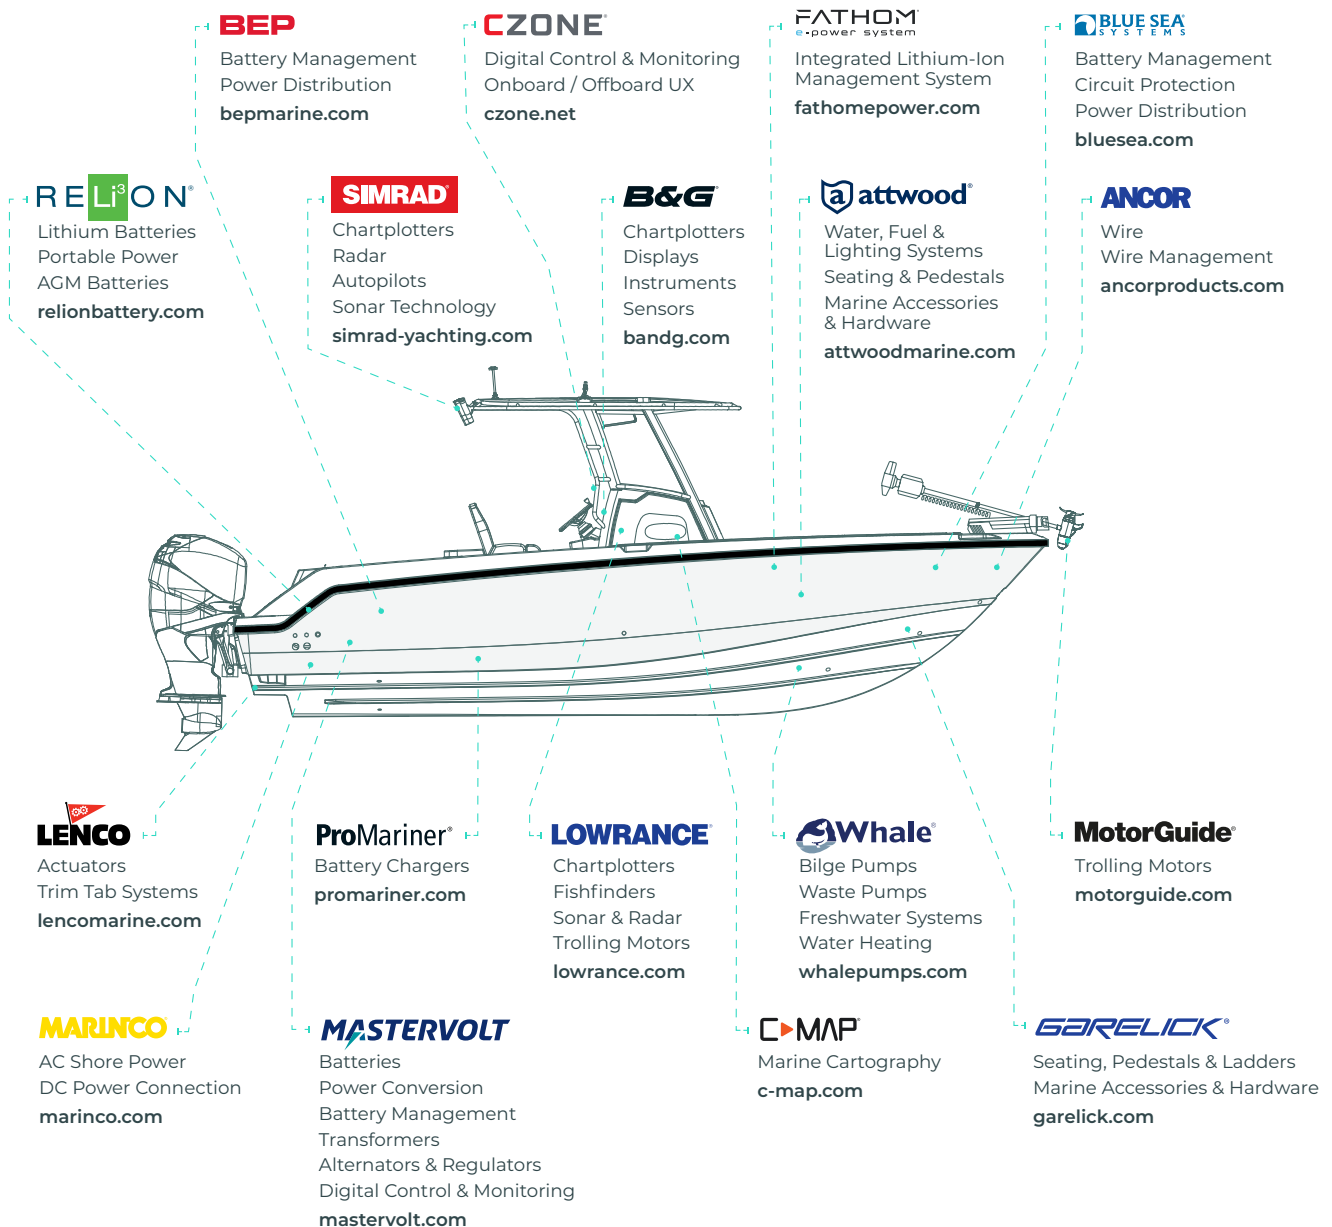 BEP
Battery Management
Power Distribution
bepmarine.com
CZONE®
Digital Control & Monitoring
Onboard / Offboard UX
czone.net
FATHOM®
e-power system
Integrated Lithium-Ion
Management System
fathomepower.com
BLUE SEA®
SYSTEMS
Battery Management
Circuit Protection
Power Distribution
bluesea.com
RELi³ON®
Lithium Batteries
Portable Power
AGM Batteries
relionbattery.com
SIMRAD®
Chartplotters
Radar
Autopilots
Sonar Technology
simrad-yachting.com
B&G®
Chartplotters
Displays
Instruments
Sensors
bandg.com
a attwood®
Water, Fuel &
Lighting Systems
Seating & Pedestals
Marine Accessories
& Hardware
attwoodmarine.com
ANCOR
Wire
Wire Management
ancorproducts.com
LENCO
Actuators
Trim Tab Systems
lencomarine.com
ProMariner®
Battery Chargers
promariner.com
LOWRANCE®
Chartplotters
Fishfinders
Sonar & Radar
Trolling Motors
lowrance.com
Whale®
Bilge Pumps
Waste Pumps
Freshwater Systems
Water Heating
whalepumps.com
MotorGuide®
Trolling Motors
motorguide.com
MARINCO®
AC Shore Power
DC Power Connection
marinco.com
MASTERVOLT
Batteries
Power Conversion
Battery Management
Transformers
Alternators & Regulators
Digital Control & Monitoring
mastervolt.com
C-MAP®
Marine Cartography
c-map.com
GARELICK®
Seating, Pedestals & Ladders
Marine Accessories & Hardware
garelick.com